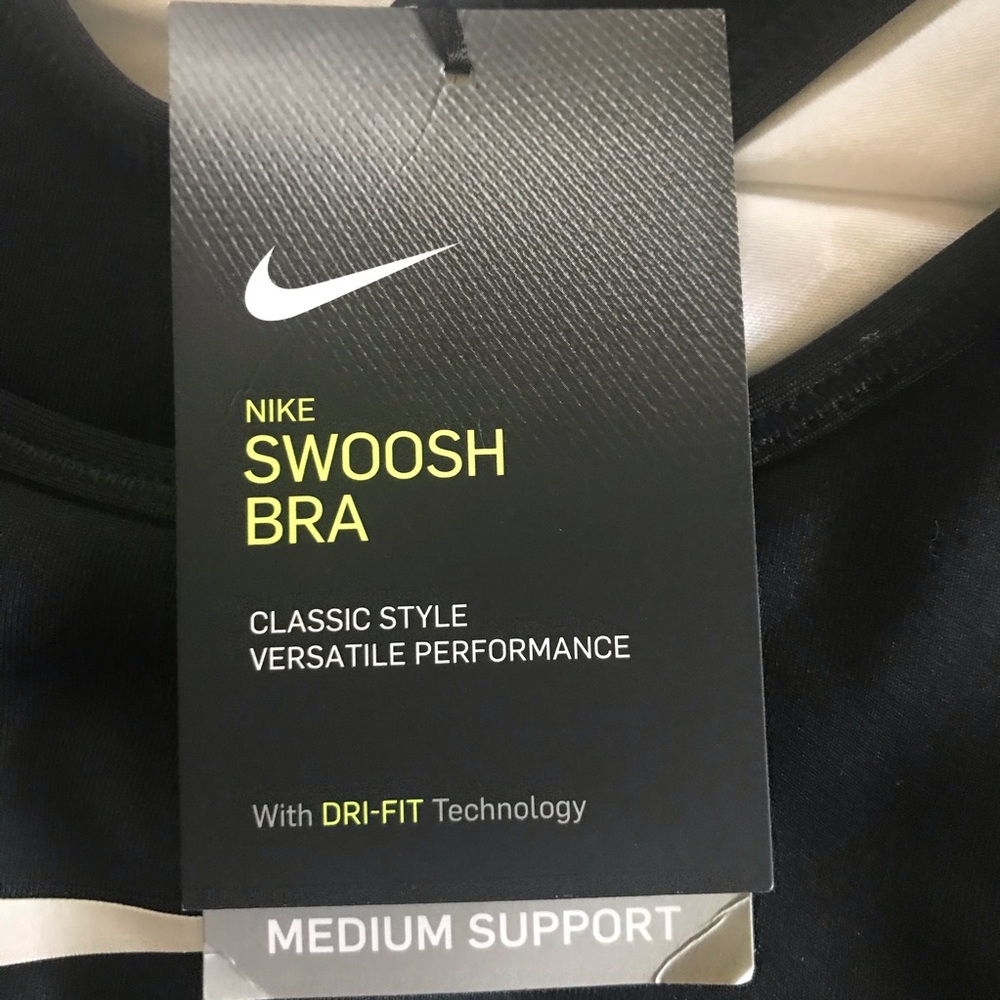 NIKE
SWOOSH
BRA
CLASSIC STYLE
VERSATILE PERFORMANCE
With DRI-FIT Technology
MEDIUM SUPPORT